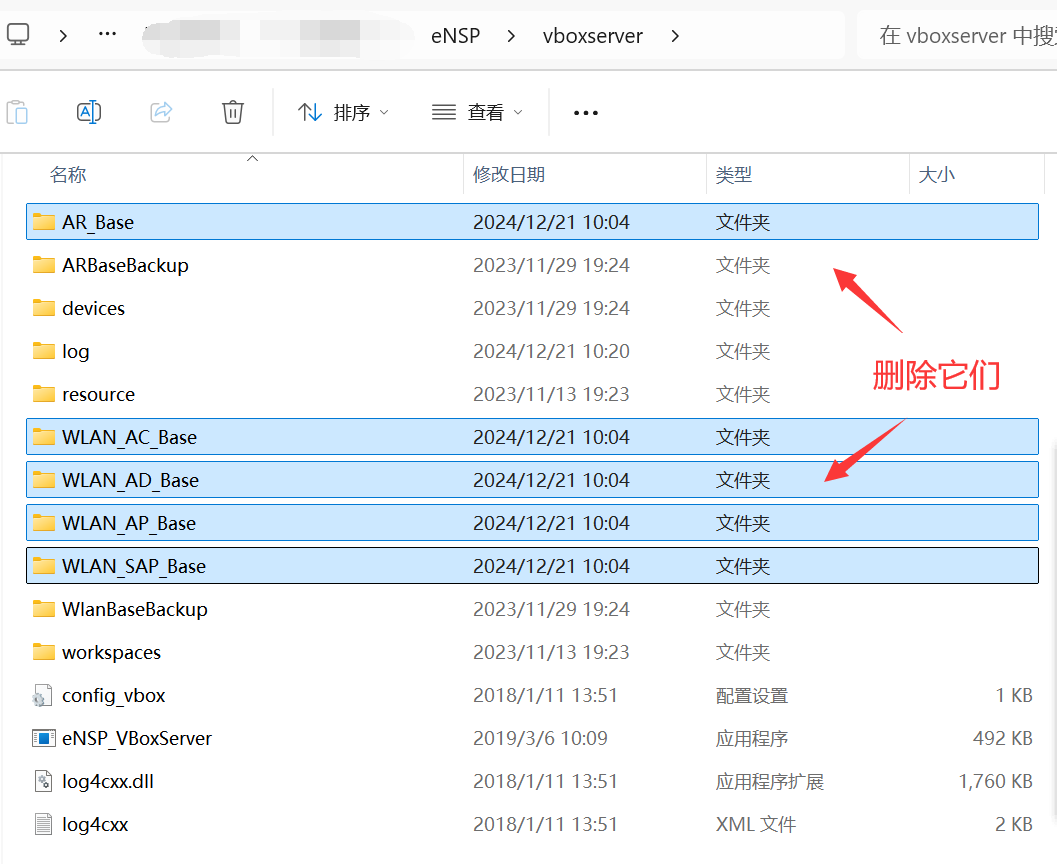 eNSP > vboxserver >
在 vboxserver 中搜
排序 查看
名称 修改日期 类型 大小
AR_Base 2024/12/21 10:04 文件夹
ARBaseBackup 2023/11/29 19:24 文件夹
devices 2023/11/29 19:24 文件夹
log 2024/12/21 10:20 文件夹
删除它们
resource 2023/11/13 19:23 文件夹
WLAN_AC_Base 2024/12/21 10:04 文件夹
WLAN_AD_Base 2024/12/21 10:04 文件夹
WLAN_AP_Base 2024/12/21 10:04 文件夹
WLAN_SAP_Base 2024/12/21 10:04 文件夹
WlanBaseBackup 2023/11/29 19:24 文件夹
workspaces 2023/11/13 19:23 文件夹
config_vbox 2018/1/11 13:51 配置设置 1 KB
eNSP_VBoxServer 2019/3/6 10:09 应用程序 492 KB
log4cxx.dll 2018/1/11 13:51 应用程序扩展 1,760 KB
log4cxx 2018/1/11 13:51 XML 文件 2 KB